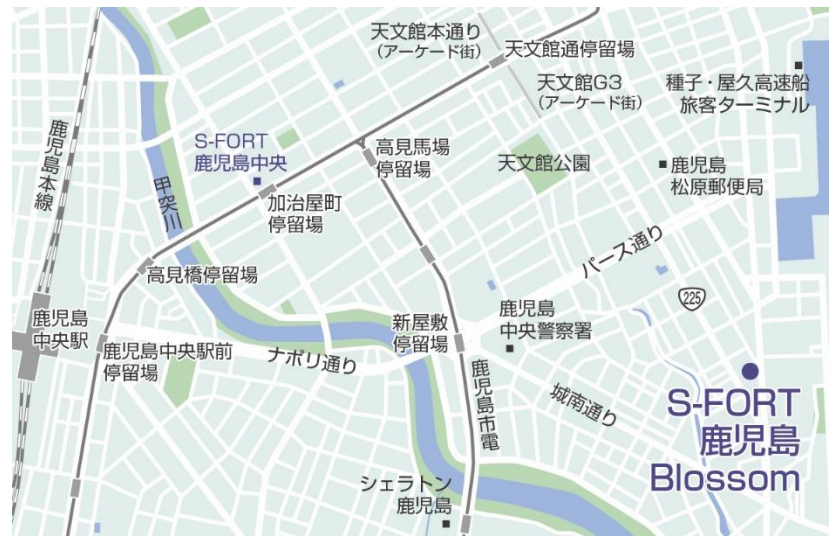 天文館本通り
（アーケード街）
天文館通停留場
天文館G3
（アーケード街）
種子・屋久高速船
旅客ターミナル
鹿児島本線
S-FORT
鹿児島中央
高見馬場
停留場
天文館公園
鹿児島
松原郵便局
甲突川
加治屋町
停留場
高見橋停留場
パース通り
225
鹿児島
中央駅
鹿児島中央駅前
停留場
ナポリ通り
新屋敷
停留場
鹿児島
中央警察署
鹿児島市電
城南通り
S-FORT
鹿児島
Blossom
シェラトン
鹿児島